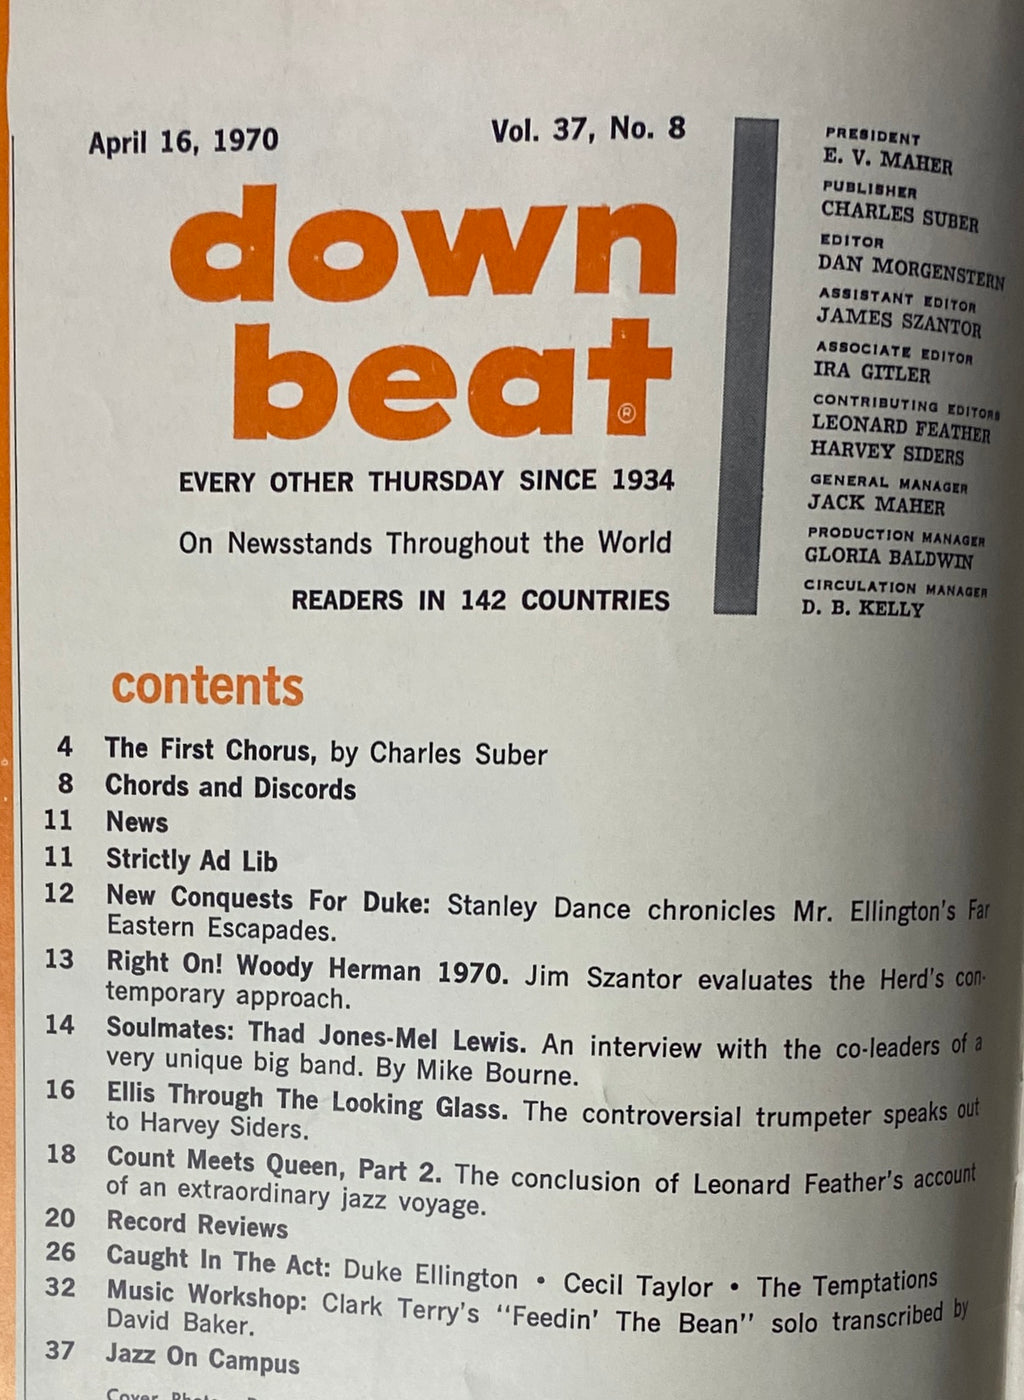 April 16, 1970
Vol. 37, No. 8
down
beat
®
EVERY OTHER THURSDAY SINCE 1934
On Newsstands Throughout the World
READERS IN 142 COUNTRIES
PRESIDENT
E. V. MAHER
PUBLISHER
CHARLES SUBER
EDITOR
DAN MORGENSTERN
ASSISTANT EDITOR
JAMES SZANTOR
ASSOCIATE EDITOR
IRA GITLER
CONTRIBUTING EDITORS
LEONARD FEATHER
HARVEY SIDERS
GENERAL MANAGER
JACK MAHER
PRODUCTION MANAGER
GLORIA BALDWIN
CIRCULATION MANAGER
D. B. KELLY
contents
4 The First Chorus, by Charles Suber
8 Chords and Discords
11 News
11 Strictly Ad Lib
12 New Conquests For Duke: Stanley Dance chronicles Mr. Ellington's Far
Eastern Escapades.
13 Right On! Woody Herman 1970. Jim Szantor evaluates the Herd's con-
temporary approach.
14 Soulmates: Thad Jones-Mel Lewis. An interview with the co-leaders of a
very unique big band. By Mike Bourne.
16 Ellis Through The Looking Glass. The controversial trumpeter speaks out
to Harvey Siders.
18 Count Meets Queen, Part 2. The conclusion of Leonard Feather's account
of an extraordinary jazz voyage.
20 Record Reviews
26 Caught In The Act: Duke Ellington • Cecil Taylor • The Temptations
32 Music Workshop: Clark Terry's "Feedin' The Bean" solo transcribed by
David Baker.
37 Jazz On Campus
Cover